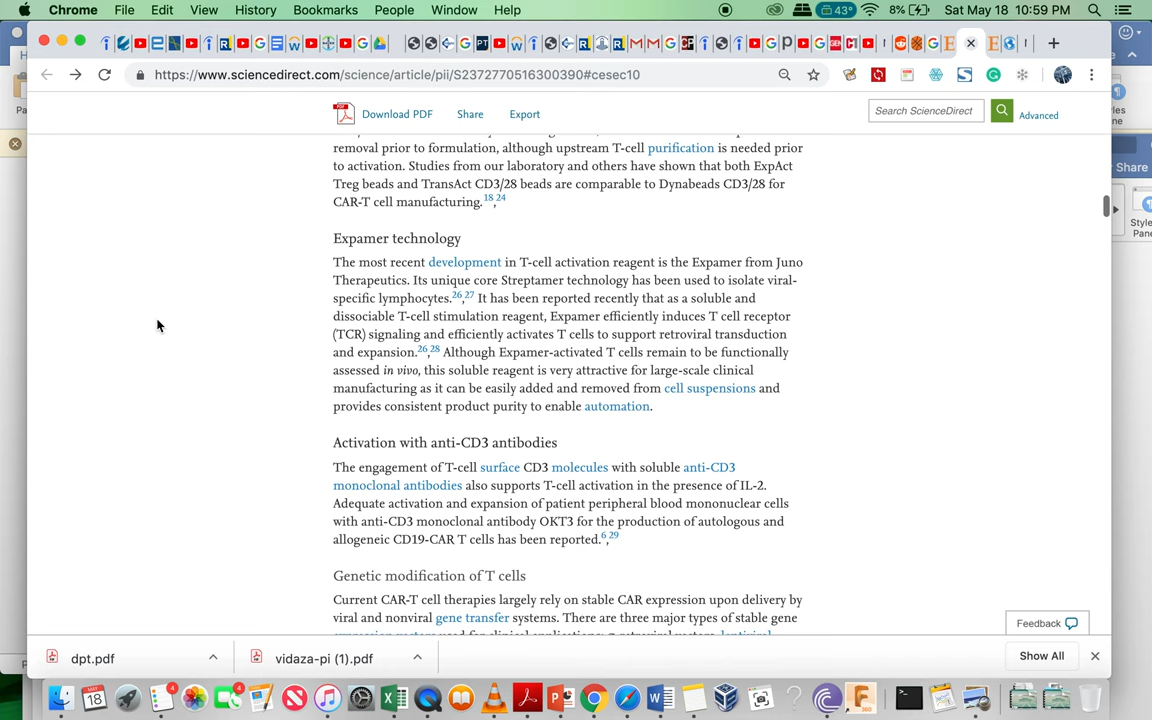 Chrome File Edit View History Bookmarks People Window Help 43° 8% Sat May 18 10:59 PM
https://www.sciencedirect.com/science/article/pii/S2372770516300390#cesec10
Download PDF Share Export Search ScienceDirect Advanced
removal prior to formulation, although upstream T-cell purification is needed prior
to activation. Studies from our laboratory and others have shown that both ExpAct
Treg beads and TransAct CD3/28 beads are comparable to Dynabeads CD3/28 for
CAR-T cell manufacturing.18,24
Expamer technology
The most recent development in T-cell activation reagent is the Expamer from Juno
Therapeutics. Its unique core Streptamer technology has been used to isolate viral-
specific lymphocytes.26,27 It has been reported recently that as a soluble and
dissociable T-cell stimulation reagent, Expamer efficiently induces T cell receptor
(TCR) signaling and efficiently activates T cells to support retroviral transduction
and expansion.26,28 Although Expamer-activated T cells remain to be functionally
assessed in vivo, this soluble reagent is very attractive for large-scale clinical
manufacturing as it can be easily added and removed from cell suspensions and
provides consistent product purity to enable automation.
Activation with anti-CD3 antibodies
The engagement of T-cell surface CD3 molecules with soluble anti-CD3
monoclonal antibodies also supports T-cell activation in the presence of IL-2.
Adequate activation and expansion of patient peripheral blood mononuclear cells
with anti-CD3 monoclonal antibody OKT3 for the production of autologous and
allogeneic CD19-CAR T cells has been reported.6,29
Genetic modification of T cells
Current CAR-T cell therapies largely rely on stable CAR expression upon delivery by
viral and nonviral gene transfer systems. There are three major types of stable gene
Feedback
dpt.pdf vidaza-pi (1).pdf Show All
Share